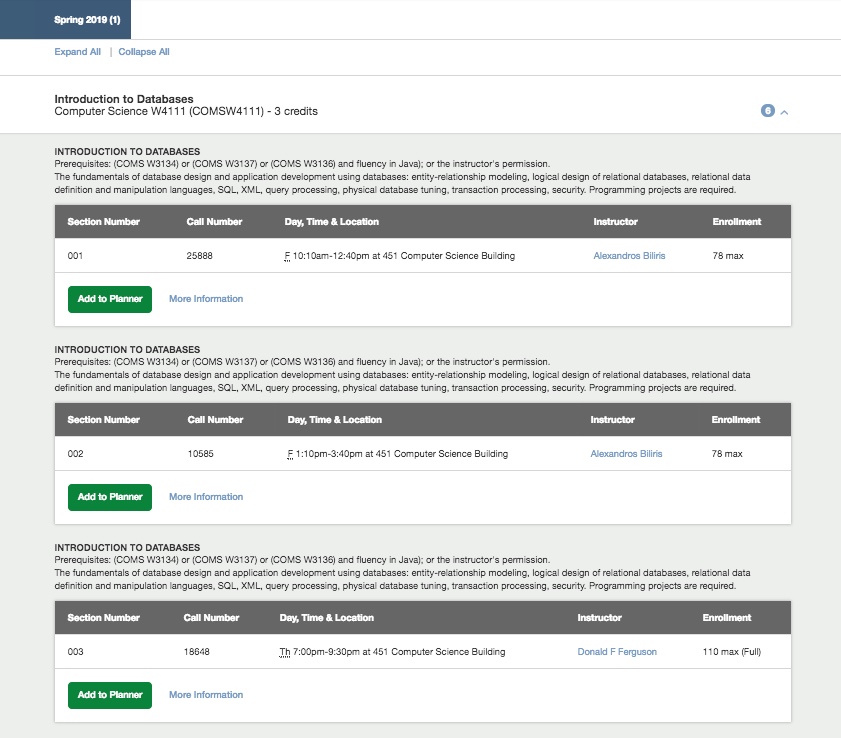 Spring 2019 (1)
Expand All | Collapse All
Introduction to Databases
Computer Science W4111 (COMSW4111) - 3 credits
6
INTRODUCTION TO DATABASES
Prerequisites: (COMS W3134) or (COMS W3137) or (COMS W3136) and fluency in Java); or the instructor's permission.
The fundamentals of database design and application development using databases: entity-relationship modeling, logical design of relational databases, relational data
definition and manipulation languages, SQL, XML, query processing, physical database tuning, transaction processing, security. Programming projects are required.
Section Number Call Number Day, Time & Location Instructor Enrollment
001 25888 F 10:10am-12:40pm at 451 Computer Science Building Alexandros Biliris 78 max
Add to Planner More Information
INTRODUCTION TO DATABASES
Prerequisites: (COMS W3134) or (COMS W3137) or (COMS W3136) and fluency in Java); or the instructor's permission.
The fundamentals of database design and application development using databases: entity-relationship modeling, logical design of relational databases, relational data
definition and manipulation languages, SQL, XML, query processing, physical database tuning, transaction processing, security. Programming projects are required.
Section Number Call Number Day, Time & Location Instructor Enrollment
002 10585 F 1:10pm-3:40pm at 451 Computer Science Building Alexandros Biliris 78 max
Add to Planner More Information
INTRODUCTION TO DATABASES
Prerequisites: (COMS W3134) or (COMS W3137) or (COMS W3136) and fluency in Java); or the instructor's permission.
The fundamentals of database design and application development using databases: entity-relationship modeling, logical design of relational databases, relational data
definition and manipulation languages, SQL, XML, query processing, physical database tuning, transaction processing, security. Programming projects are required.
Section Number Call Number Day, Time & Location Instructor Enrollment
003 18648 Th 7:00pm-9:30pm at 451 Computer Science Building Donald F Ferguson 110 max (Full)
Add to Planner More Information